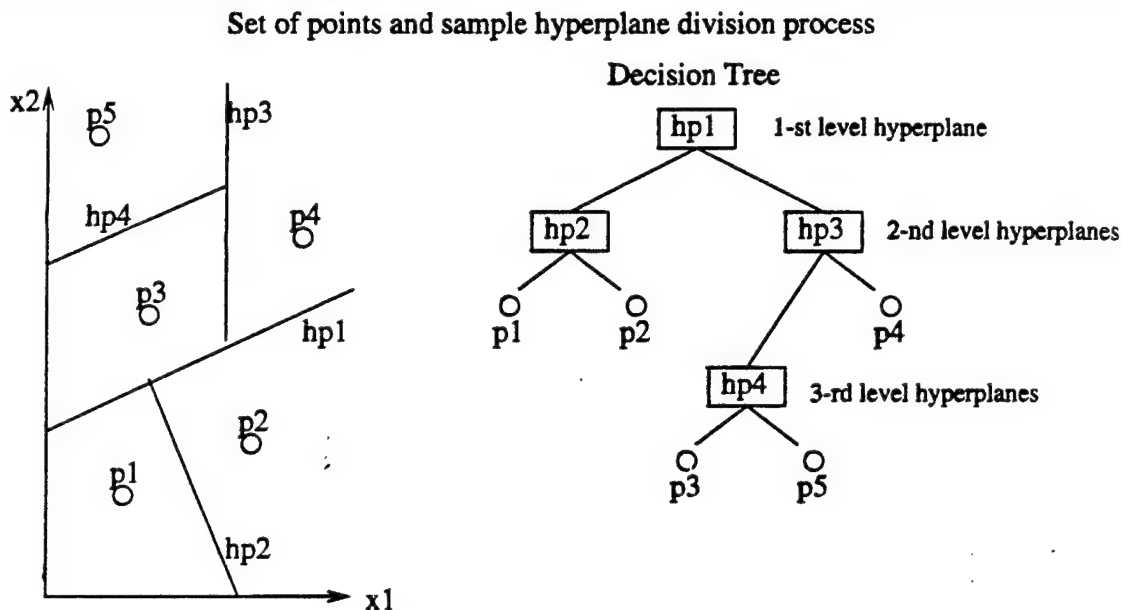 Set of points and sample hyperplane division process
x2
p5
hp3
hp4
p4
p3
hp1
p2
p1
hp2
x1
Decision Tree
hp1 1-st level hyperplane
hp2 hp3 2-nd level hyperplanes
p1 p2 p4
hp4 3-rd level hyperplanes
p3 p5